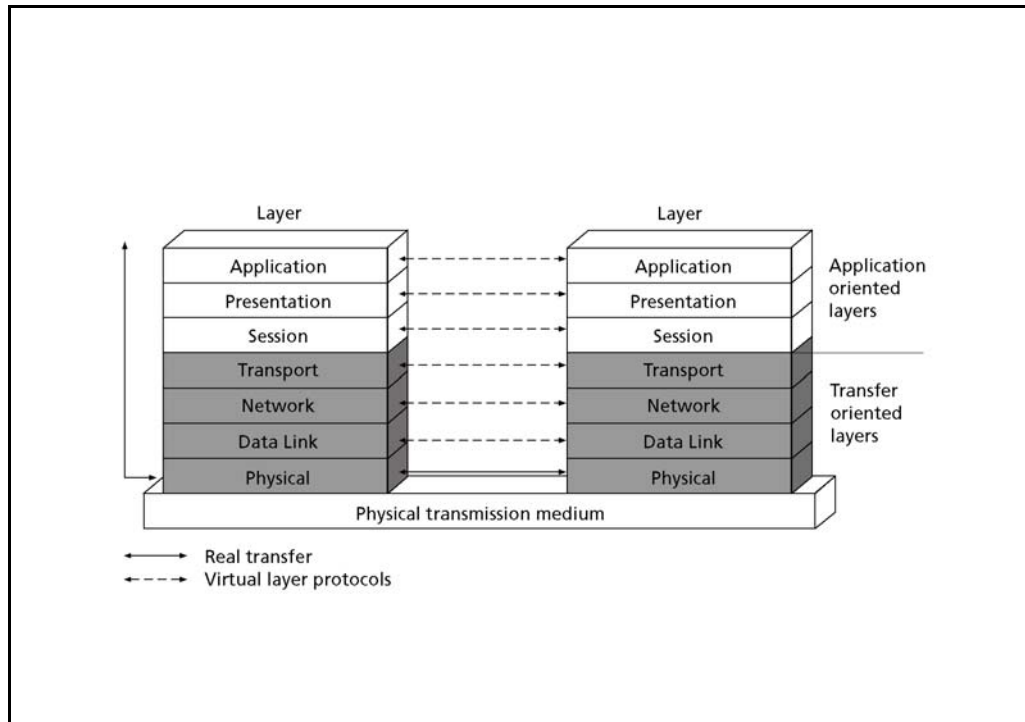 Layer
Layer
Application
Presentation
Session
Transport
Network
Data Link
Physical
Application
Presentation
Session
Transport
Network
Data Link
Physical
Application
oriented
layers
Transfer
oriented
layers
Physical transmission medium
Real transfer
Virtual layer protocols